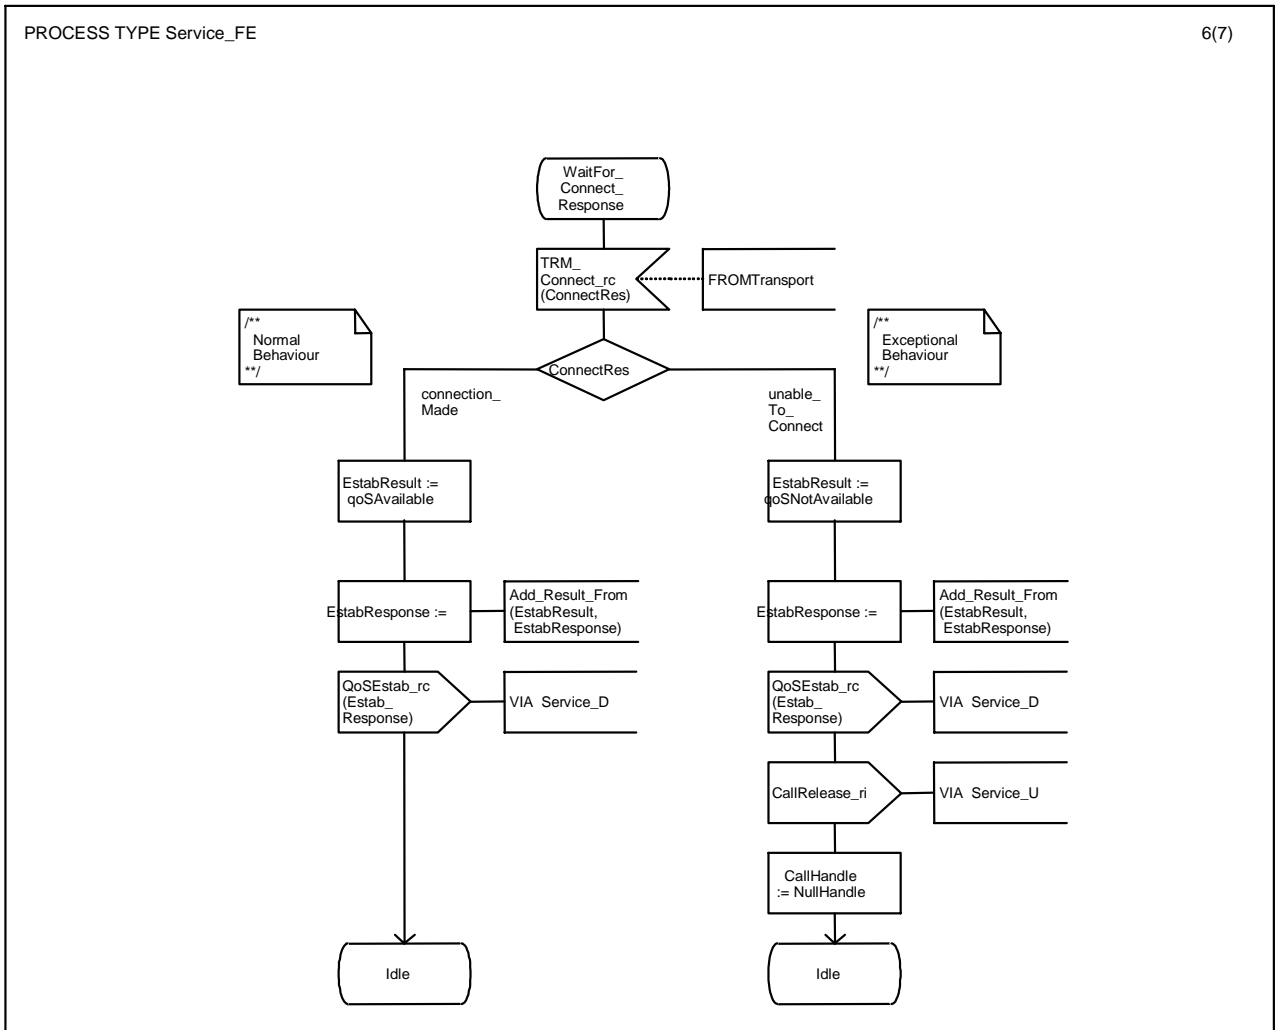 PROCESS TYPE Service_FE
6(7)
WaitFor_
Connect_
Response
TRM_
Connect_rc
(ConnectRes)
FROMTransport
/**
Normal
Behaviour
**/
/**
Exceptional
Behaviour
**/
ConnectRes
connection_
Made
unable_
To_
Connect
EstabResult :=
qoSAvailable
EstabResult :=
qoSNotAvailable
EstabResponse :=
Add_Result_From
(EstabResult,
EstabResponse)
EstabResponse :=
Add_Result_From
(EstabResult,
EstabResponse)
QoSEstab_rc
(Estab_
Response)
VIA Service_D
QoSEstab_rc
(Estab_
Response)
VIA Service_D
CallRelease_ri
VIA Service_U
CallHandle
:= NullHandle
Idle
Idle